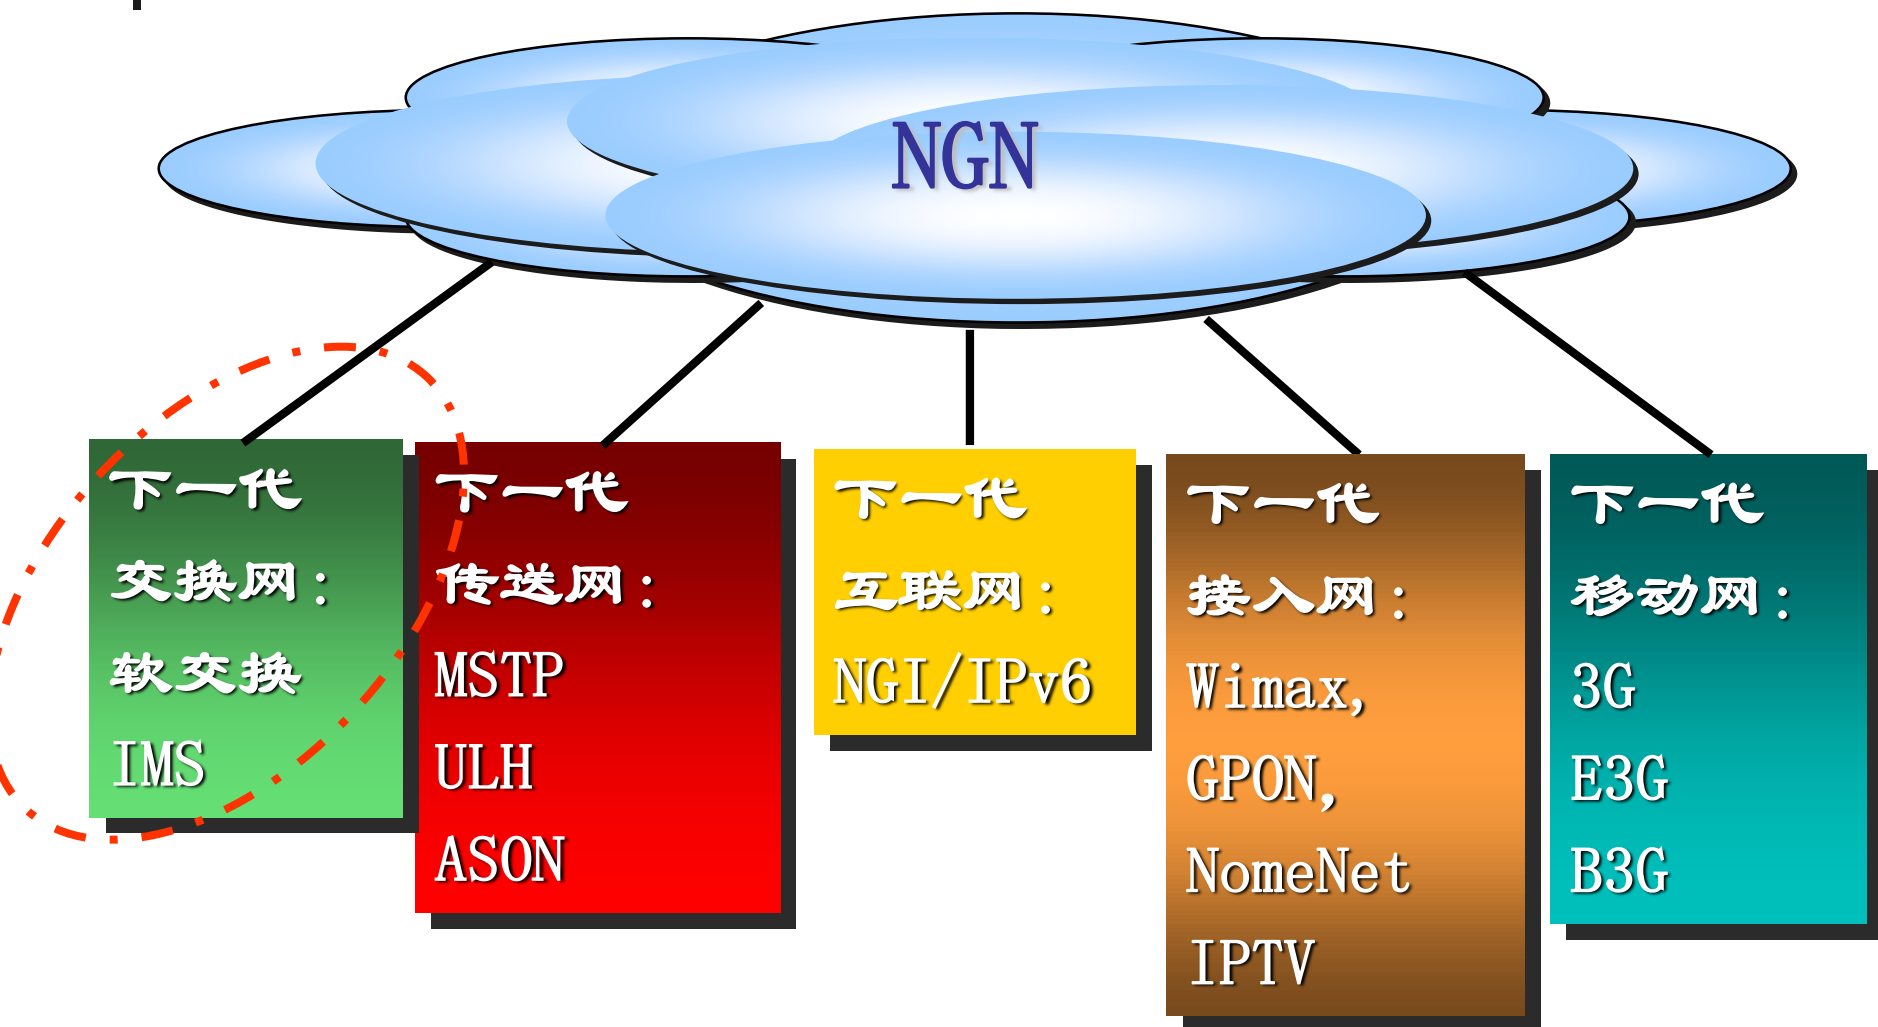 NGN
下一代
交换网：
软交换
IMS
下一代
传送网：
MSTP
ULH
ASON
下一代
互联网：
NGI/IPv6
下一代
接入网：
Wimax,
GPON,
NomeNet
IPTV
下一代
移动网：
3G
E3G
B3G